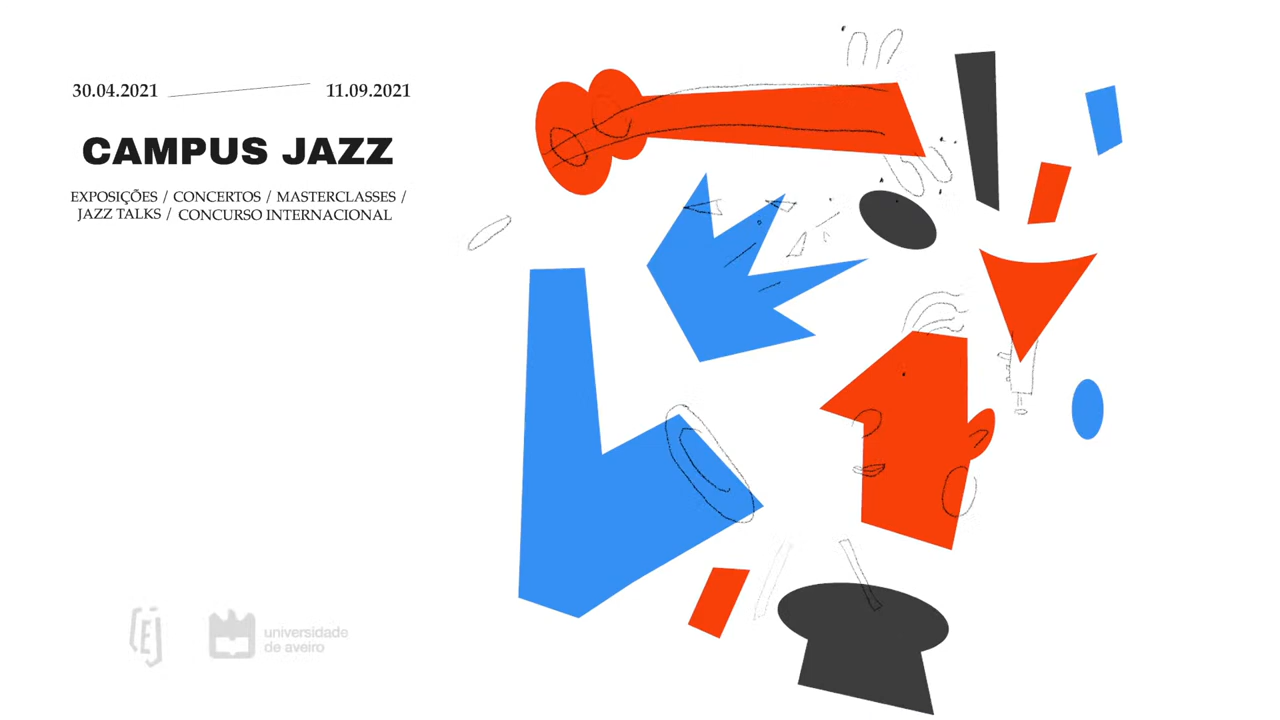 30.04.2021 11.09.2021
CAMPUS JAZZ
EXPOSIÇÕES / CONCERTOS / MASTERCLASSES /
JAZZ TALKS / CONCURSO INTERNACIONAL
universidade
de aveiro